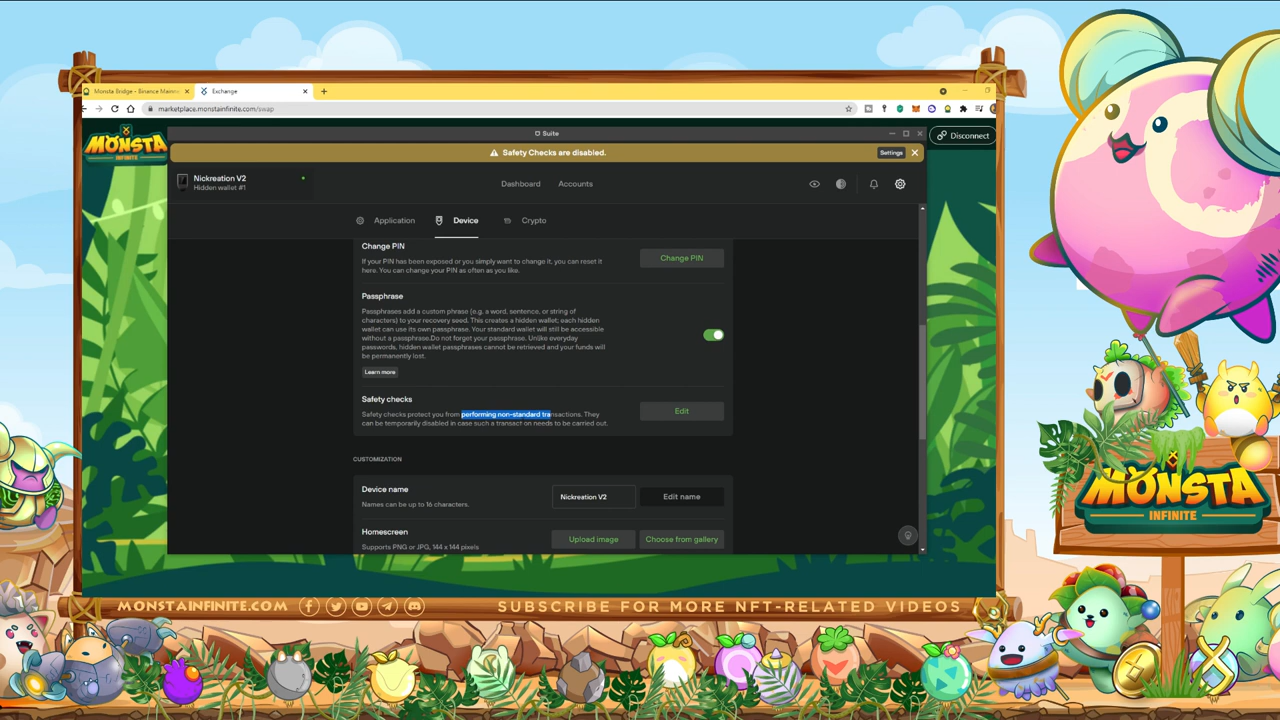 Monsta Bridge - Binance Mainn
Exchange
marketplace.monstainfinite.com/swap
MONSTA
INFINITE
Suite
Disconnect
Safety Checks are disabled.
Settings
Nickreation V2
Hidden wallet #1
Dashboard
Accounts
Application
Device
Crypto
Change PIN
If your PIN has been exposed or you simply want to change it, you can reset it
here. You can change your PIN as often as you like.
Change PIN
Passphrase
Passphrases add a custom phrase (e.g. a word, sentence, or string of
characters) to your recovery seed. This creates a hidden wallet; each hidden
wallet can use its own passphrase. Your standard wallet will still be accessible
without a passphrase.Do not forget your passphrase. Unlike everyday
passwords, hidden wallet passphrases cannot be retrieved and your funds will
be permanently lost.
Learn more
Safety checks
Safety checks protect you from performing non-standard transactions. They
can be temporarily disabled in case such a transaction needs to be carried out.
Edit
CUSTOMIZATION
Device name
Names can be up to 16 characters.
Nickreation V2
Edit name
Homescreen
Supports PNG or JPG, 144 x 144 pixels
Upload image
Choose from gallery
MONSTA
INFINITE
MONSTAINFINITE.COM
SUBSCRIBE FOR MORE NFT-RELATED VIDEOS